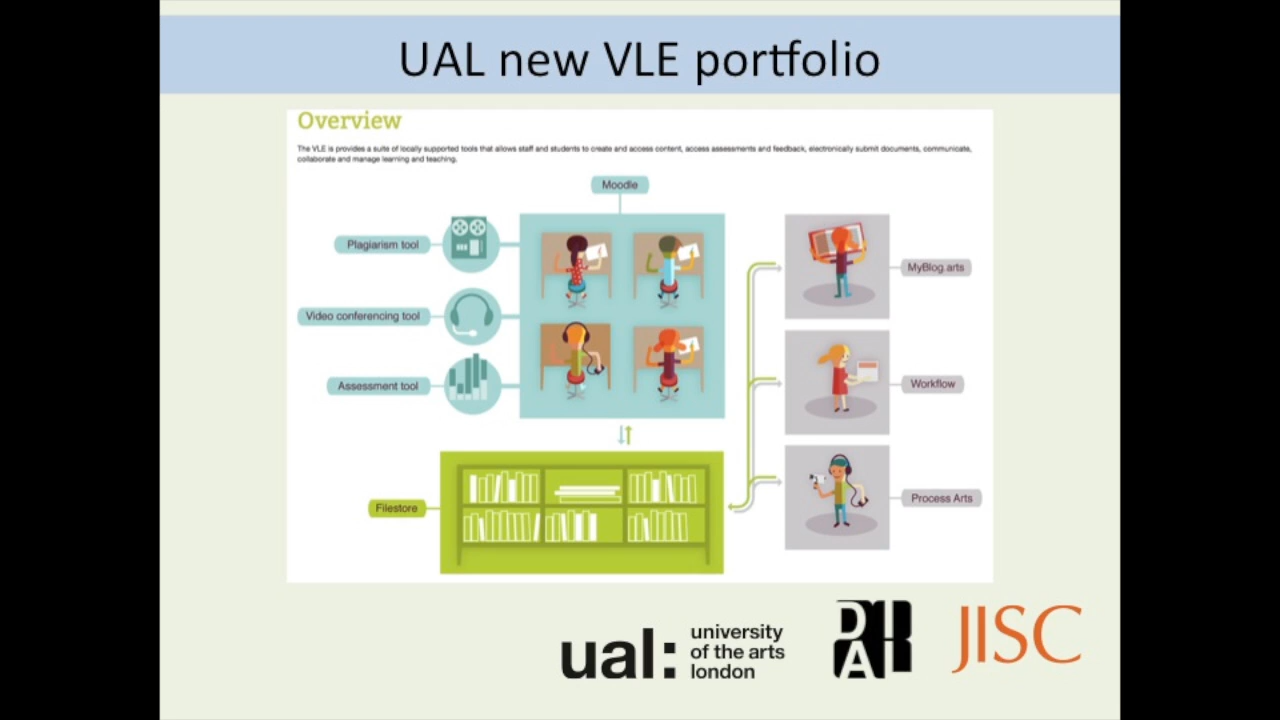 UAL new VLE portfolio
Overview
The VLE is provides a suite of locally supported tools that allows staff and students to create and access content, access assessments and feedback, electronically submit documents, communicate,
collaborate and manage learning and teaching.
Moodle
Plagiarism tool
Video conferencing tool
Assessment tool
Filestore
MyBlog.arts
Workflow
Process Arts
ual:
university
of the arts
london
DIAL
JISC